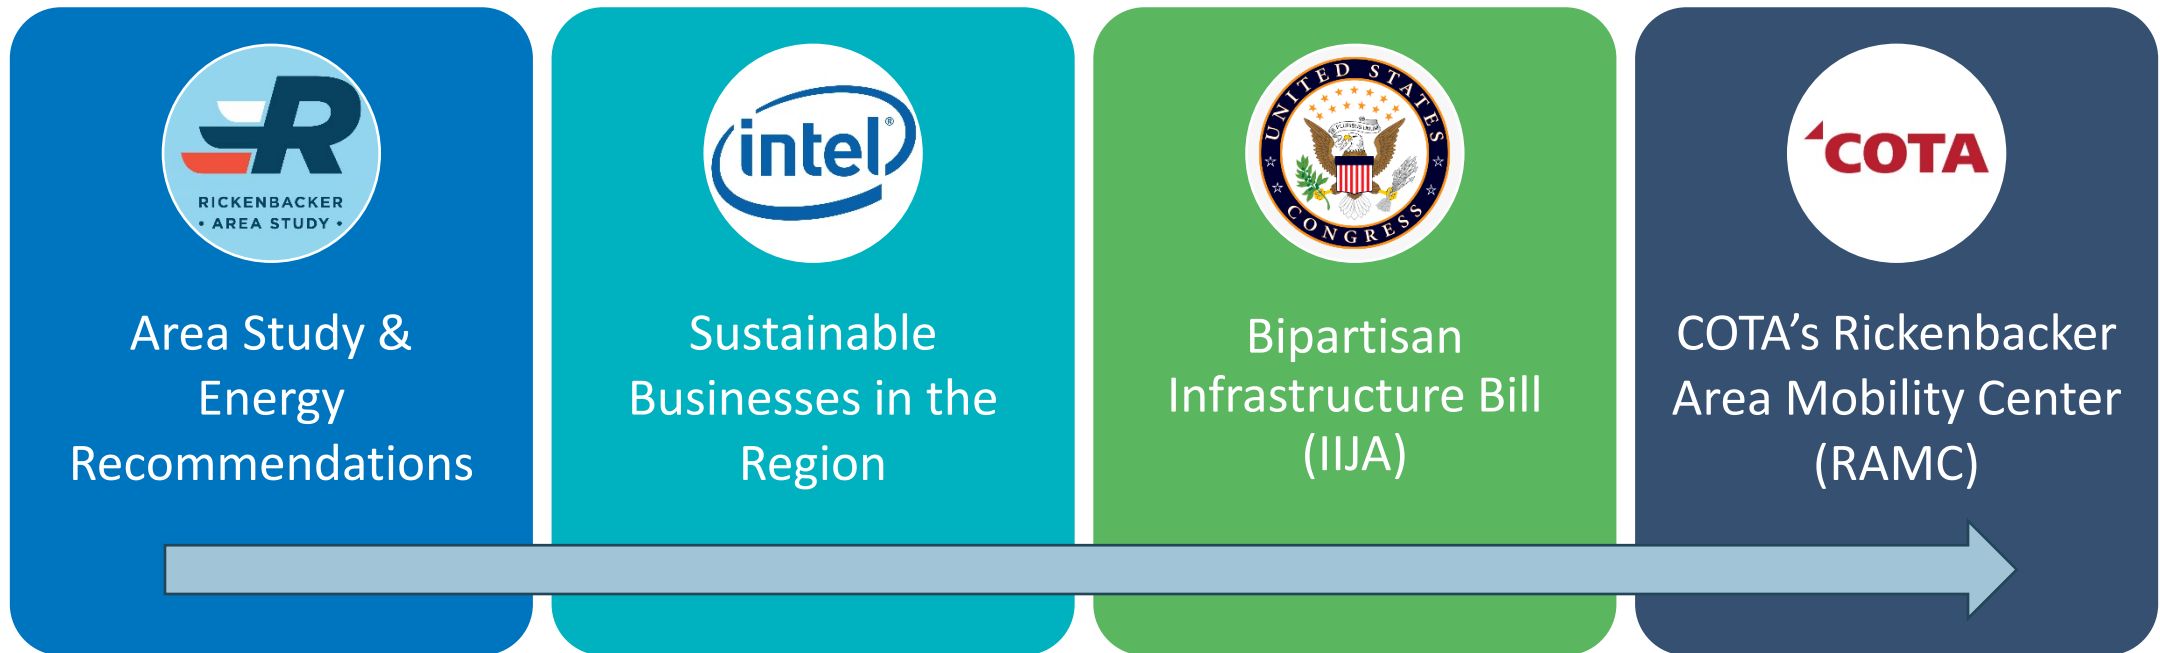 RICKENBACKER
• AREA STUDY •
Area Study &
Energy
Recommendations
intel®
Sustainable
Businesses in the
Region
UNITED STATES
CONGRESS
Bipartisan
Infrastructure Bill
(IIJA)
COTA
COTA’s Rickenbacker
Area Mobility Center
(RAMC)